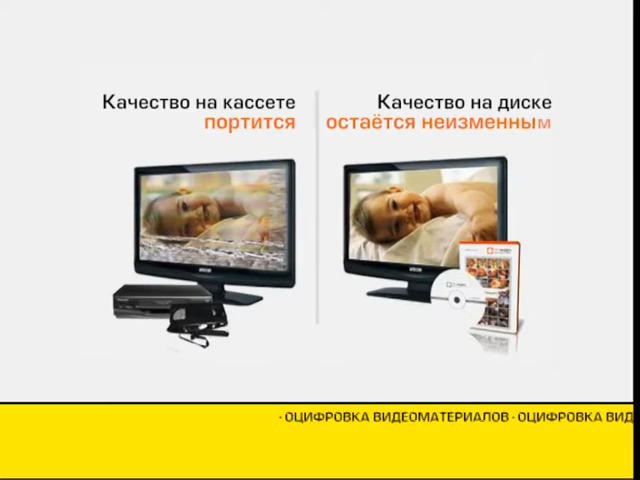 Качество на кассете
портится
Качество на диске
остаётся неизменным
· ОЦИФРОВКА ВИДЕОМАТЕРИАЛОВ · ОЦИФРОВКА ВИД